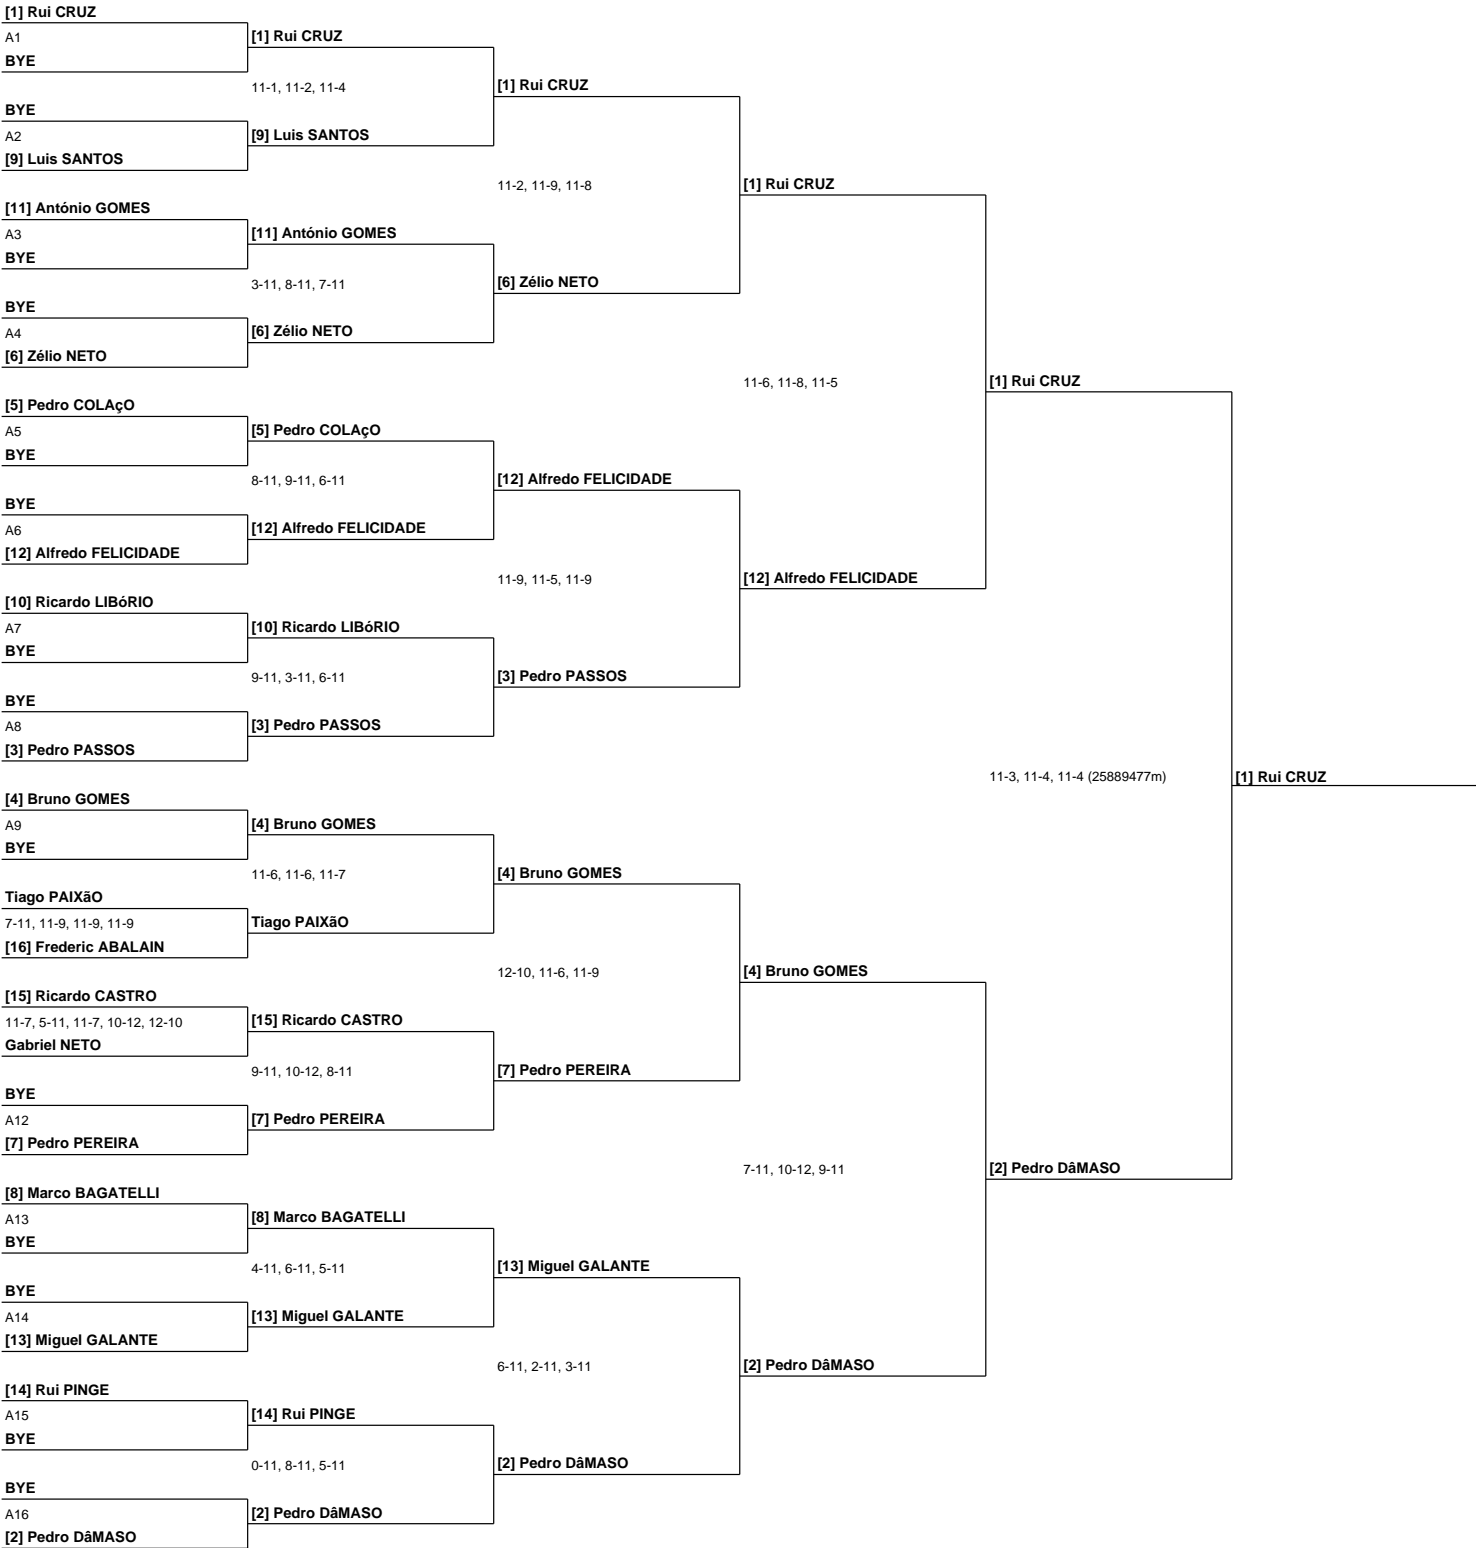 [1] Rui CRUZ
A1
BYE
BYE
A2
[9] Luis SANTOS
[11] António GOMES
A3
BYE
BYE
A4
[6] Zélio NETO
[5] Pedro COLAçO
A5
BYE
BYE
A6
[12] Alfredo FELICIDADE
[10] Ricardo LIBóRIO
A7
BYE
BYE
A8
[3] Pedro PASSOS
[4] Bruno GOMES
A9
BYE
Tiago PAIXãO
7-11, 11-9, 11-9, 11-9
[16] Frederic ABALAIN
[15] Ricardo CASTRO
11-7, 5-11, 11-7, 10-12, 12-10
Gabriel NETO
BYE
A12
[7] Pedro PEREIRA
[8] Marco BAGATELLI
A13
BYE
BYE
A14
[13] Miguel GALANTE
[14] Rui PINGE
A15
BYE
BYE
A16
[2] Pedro DâMASO
[1] Rui CRUZ
11-1, 11-2, 11-4
[9] Luis SANTOS
[11] António GOMES
3-11, 8-11, 7-11
[6] Zélio NETO
[5] Pedro COLAçO
8-11, 9-11, 6-11
[12] Alfredo FELICIDADE
[10] Ricardo LIBóRIO
9-11, 3-11, 6-11
[3] Pedro PASSOS
[4] Bruno GOMES
11-6, 11-6, 11-7
Tiago PAIXãO
[15] Ricardo CASTRO
9-11, 10-12, 8-11
[7] Pedro PEREIRA
[8] Marco BAGATELLI
4-11, 6-11, 5-11
[13] Miguel GALANTE
[14] Rui PINGE
0-11, 8-11, 5-11
[2] Pedro DâMASO
[1] Rui CRUZ
11-2, 11-9, 11-8
[6] Zélio NETO
[12] Alfredo FELICIDADE
11-9, 11-5, 11-9
[3] Pedro PASSOS
[4] Bruno GOMES
12-10, 11-6, 11-9
[7] Pedro PEREIRA
[13] Miguel GALANTE
6-11, 2-11, 3-11
[2] Pedro DâMASO
[1] Rui CRUZ
11-6, 11-8, 11-5
[12] Alfredo FELICIDADE
[4] Bruno GOMES
7-11, 10-12, 9-11
[2] Pedro DâMASO
[1] Rui CRUZ
11-3, 11-4, 11-4 (25889477m)
[2] Pedro DâMASO
[1] Rui CRUZ